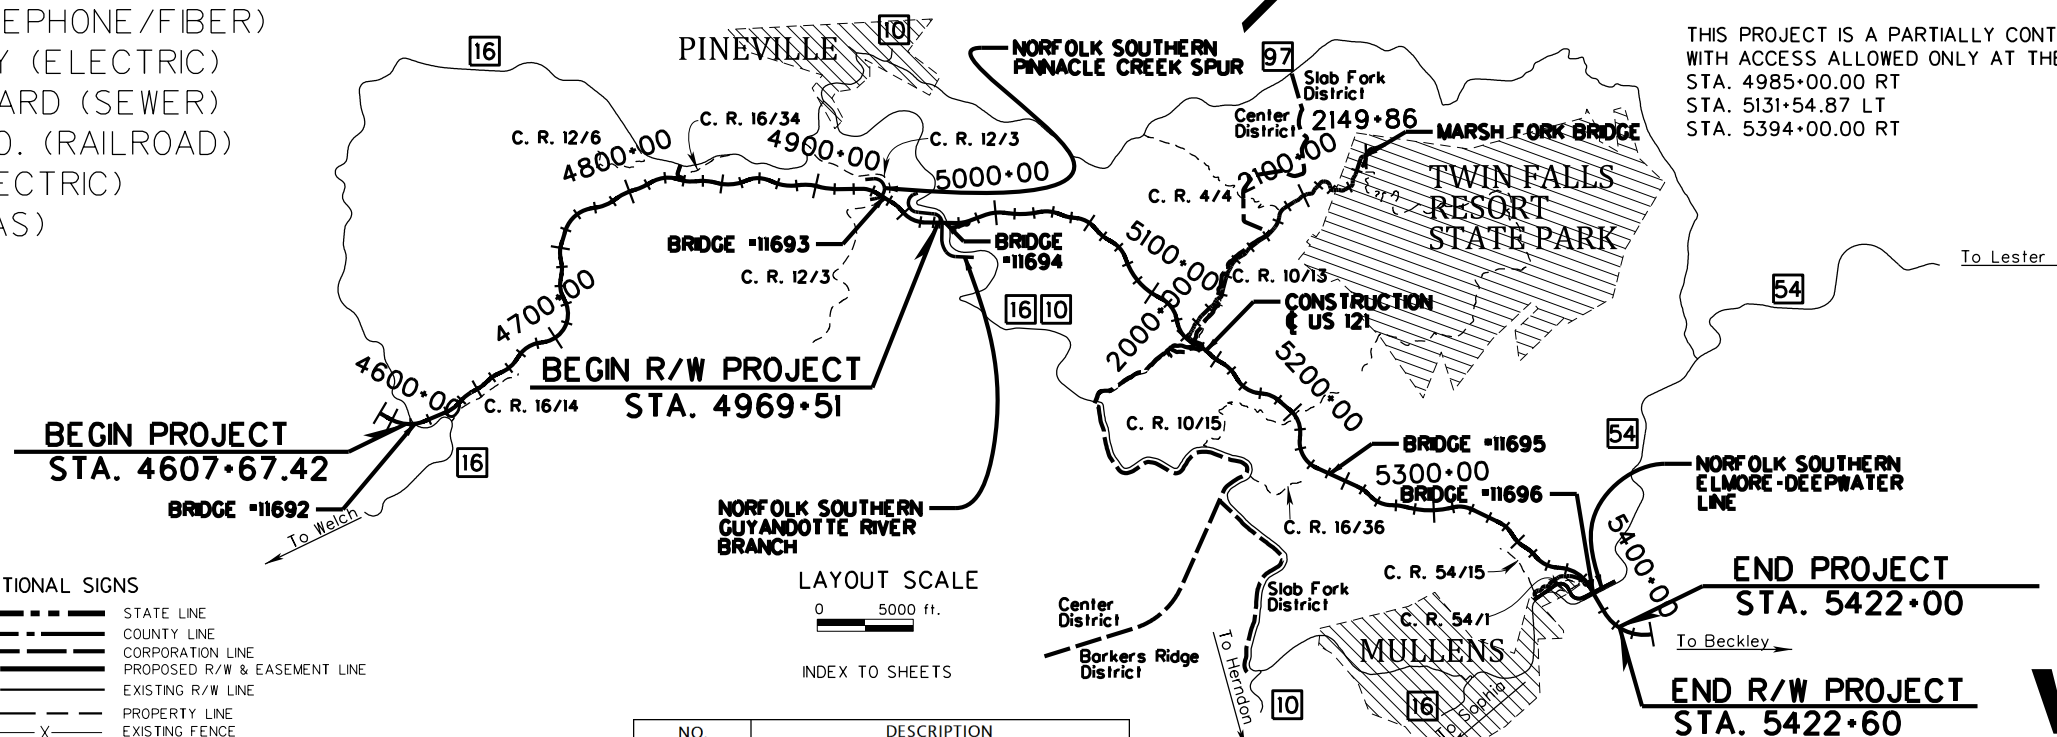 EPHONE/FIBER)
Y (ELECTRIC)
ARD (SEWER)
O. (RAILROAD)
ECTRIC)
AS)
16
PINEVILLE
10
NORFOLK SOUTHERN
PINNACLE CREEK SPUR
97
Slab Fork
District
Center
District
2149+86
MARSH FORK BRIDGE
THIS PROJECT IS A PARTIALLY CONT
WITH ACCESS ALLOWED ONLY AT THE
STA. 4985+00.00 RT
STA. 5131+54.87 LT
STA. 5394+00.00 RT
C. R. 12/6
C. R. 16/34
C. R. 12/3
4800+00
4900+00
5000+00
2100+00
C. R. 4/4
TWIN FALLS
RESORT
STATE PARK
BRIDGE #11693
BRIDGE
#11694
C. R. 12/3
5100+00
C. R. 10/13
To Lester
54
4700+00
16
10
2000+00
CONSTRUCTION
℄ US 121
4600+00
BEGIN R/W PROJECT
STA. 4969+51
C. R. 16/14
5200+00
C. R. 10/15
BEGIN PROJECT
STA. 4607+67.42
16
BRIDGE #11692
To Welch
54
BRIDGE #11695
5300+00
BRIDGE #11696
NORFOLK SOUTHERN
ELMORE-DEEPWATER
LINE
NORFOLK SOUTHERN
GUYANDOTTE RIVER
BRANCH
C. R. 16/36
5400+00
LAYOUT SCALE
0 5000 ft.
C. R. 54/15
END PROJECT
STA. 5422+00
Center
District
Slab Fork
District
C. R. 54/1
MULLENS
To Beckley
Barkers Ridge
District
To Herndon
INDEX TO SHEETS
10
16
To Sophia
END R/W PROJECT
STA. 5422+60
TIONAL SIGNS
STATE LINE
COUNTY LINE
CORPORATION LINE
PROPOSED R/W & EASEMENT LINE
EXISTING R/W LINE
PROPERTY LINE
X EXISTING FENCE
NO. DESCRIPTION